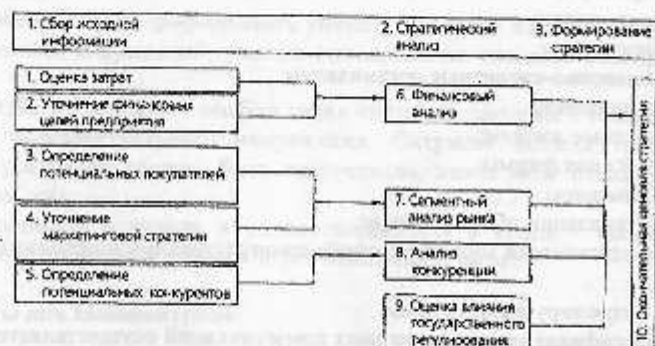 1. Сбор исходной
информации
2. Стратегический
анализ
3. Формирование
стратегии
1. Оценка затрат
2. Уточнение финансовых
целей предприятия
3. Определение
потенциальных покупателей
4. Уточнение
маркетинговой стратегии
5. Определение
потенциальных конкурентов
6. Финансовый
анализ
7. Сегментный
анализ рынка
8. Анализ
конкуренции
9. Оценка влияния
государственного
регулирования
10. Окончательная ценовая стратегия